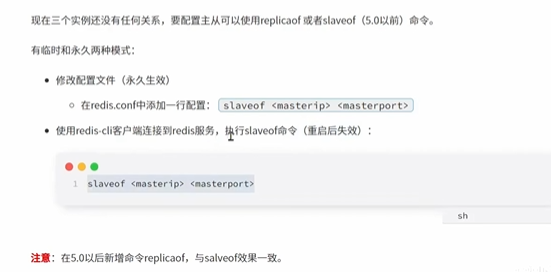 现在三个实例还没有任何关系，要配置主从可以使用replicaof 或者slaveof（5.0以前）命令。
有临时和永久两种模式：
修改配置文件（永久生效）
在redis.conf中添加一行配置： slaveof <masterip> <masterport>
使用redis-cli客户端连接到redis服务，执行slaveof命令（重启后失效）：
1 slaveof <masterip> <masterport>
sh
注意：在5.0以后新增命令replicaof，与salveof效果一致。